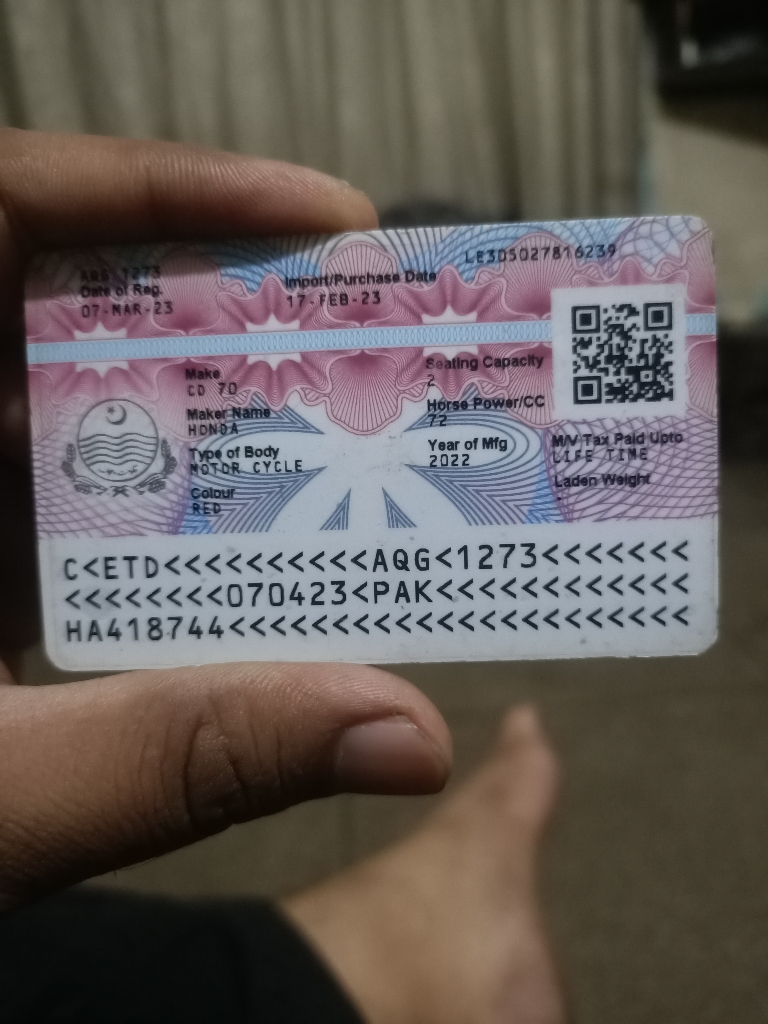 AQG 1273
LE3D5027816239
Date of Reg.
07-MAR-23
Import/Purchase Date
17-FEB-23
Make
CD 70
Maker Name
HONDA
Type of Body
MOTOR CYCLE
Colour
RED
Seating Capacity
2
Horse Power/CC
72
Year of Mfg
2022
M/V Tax Paid Upto
LIFE TIME
Laden Weight
-
C<ETD<<<<<<<<<<AQG<1273<<<<<<<
<<<<<<<<070423<PAK<<<<<<<<<<<<
HA418744<<<<<<<<<<<<<<<<<<<<<<